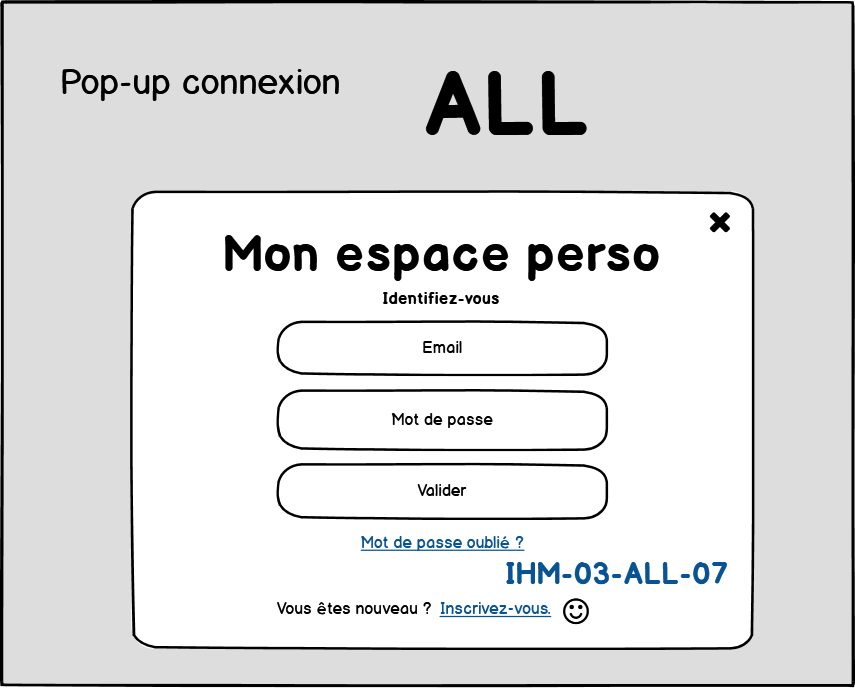 Pop-up connexion
ALL
Mon espace perso
Identifiez-vous
Email
Mot de passe
Valider
Mot de passe oublié ?
IHM-03-ALL-07
Vous êtes nouveau ? Inscrivez-vous.